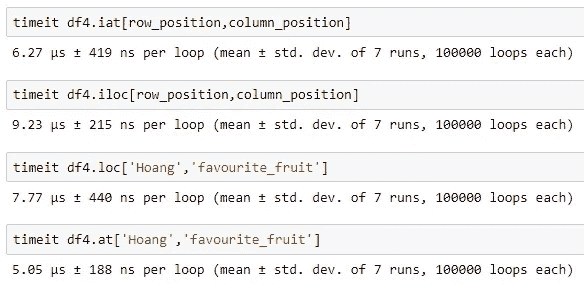 timeit df4.iat[row_position,column_position]
6.27 µs ± 419 ns per loop (mean ± std. dev. of 7 runs, 100000 loops each)
timeit df4.iloc[row_position,column_position]
9.23 µs ± 215 ns per loop (mean ± std. dev. of 7 runs, 100000 loops each)
timeit df4.loc['Hoang','favourite_fruit']
7.77 µs ± 440 ns per loop (mean ± std. dev. of 7 runs, 100000 loops each)
timeit df4.at['Hoang','favourite_fruit']
5.05 µs ± 188 ns per loop (mean ± std. dev. of 7 runs, 100000 loops each)